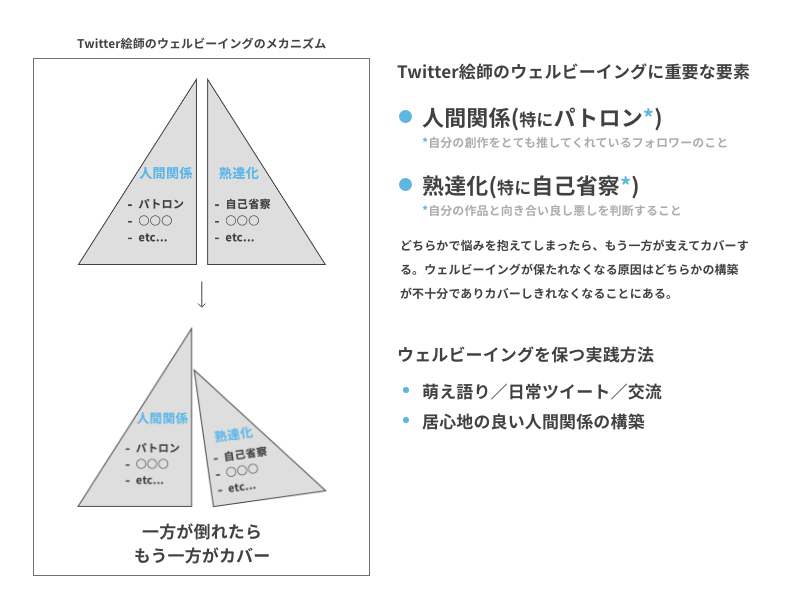 Twitter絵師のウェルビーイングのメカニズム
人間関係
- パトロン
- 〇〇〇
- etc...
熟達化
- 自己省察
- 〇〇〇
- etc...
↓
人間関係
- パトロン
- 〇〇〇
- etc...
熟達化
- 自己省察
- 〇〇〇
- etc...
一方が倒れたら
もう一方がカバー
Twitter絵師のウェルビーイングに重要な要素
● 人間関係(特にパトロン*)
*自分の創作をとても推してくれているフォロワーのこと
● 熟達化(特に自己省察*)
*自分の作品と向き合い良し悪しを判断すること
どちらかで悩みを抱えてしまったら、もう一方が支えてカバーす
る。ウェルビーイングが保たれなくなる原因はどちらかの構築
が不十分でありカバーしきれなくなることにある。
ウェルビーイングを保つ実践方法
• 萌え語り／日常ツイート／交流
• 居心地の良い人間関係の構築